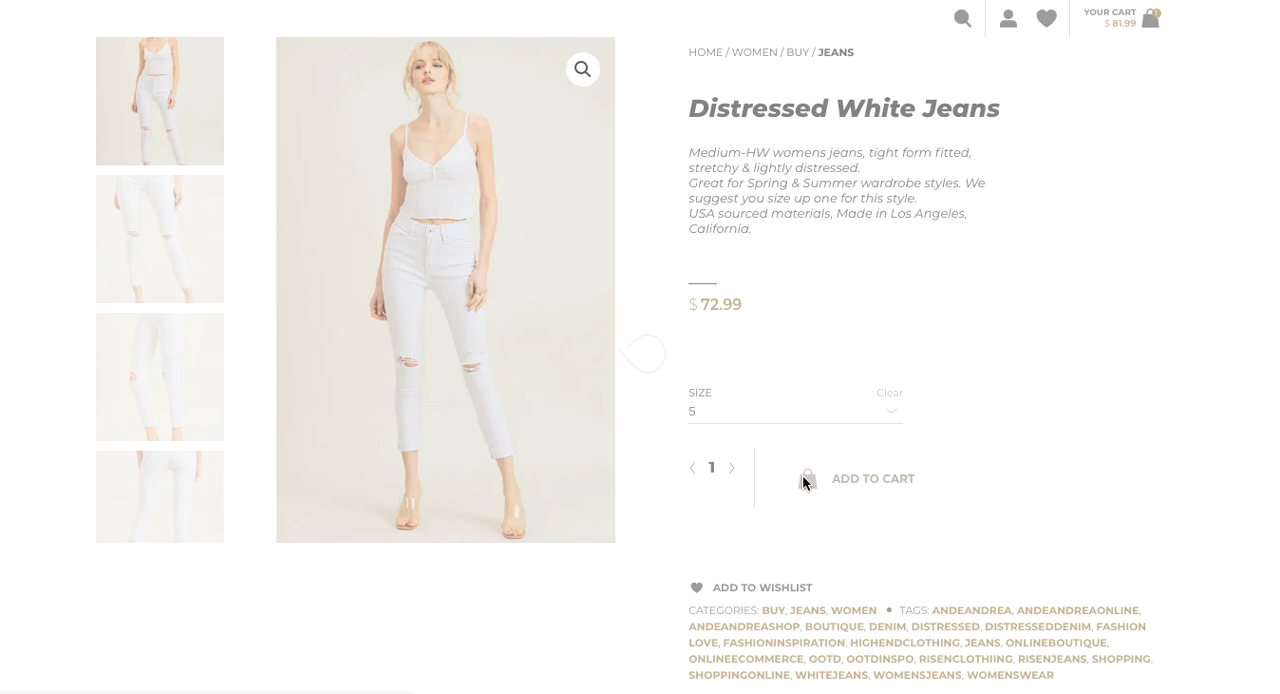 YOUR CART
$ 81.99
1
HOME / WOMEN / BUY / JEANS
Distressed White Jeans
Medium-HW womens jeans, tight form fitted,
stretchy & lightly distressed.
Great for Spring & Summer wardrobe styles. We
suggest you size up one for this style.
USA sourced materials, Made in Los Angeles,
California.
$ 72.99
SIZE Clear
5
1
ADD TO CART
ADD TO WISHLIST
CATEGORIES: BUY, JEANS, WOMEN • TAGS: ANDEANDREA, ANDEANDREAONLINE,
ANDEANDREASHOP, BOUTIQUE, DENIM, DISTRESSED, DISTRESSEDDENIM, FASHION
LOVE, FASHIONINSPIRATION, HIGHENDCLOTHING, JEANS, ONLINEBOUTIQUE,
ONLINEECOMMERCE, OOTD, OOTDINSPO, RISENCLOTHIING, RISENJEANS, SHOPPING,
SHOPPINGONLINE, WHITEJEANS, WOMENSJEANS, WOMENSWEAR